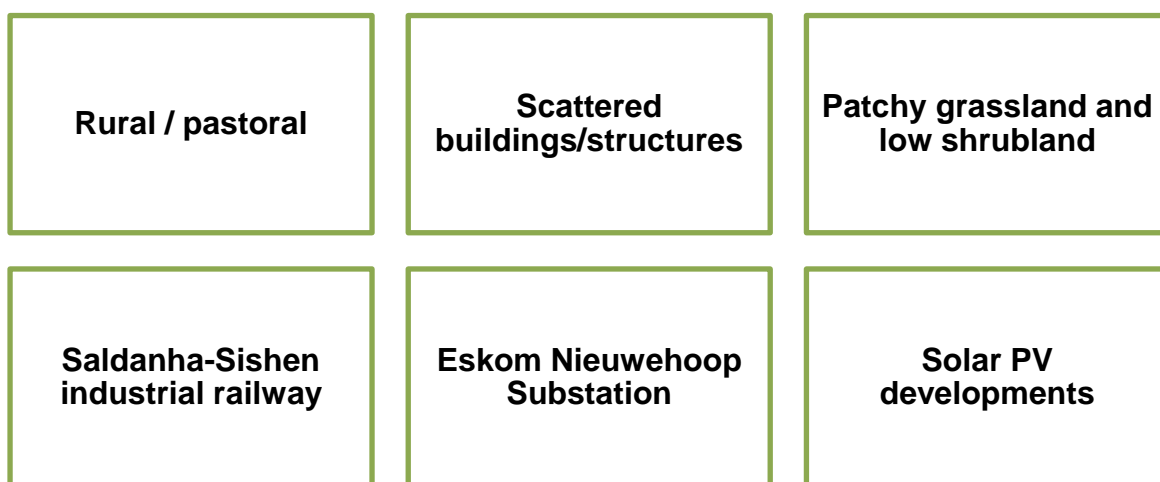 Rural / pastoral
Scattered
buildings/structures
Patchy grassland and
low shrubland
Saldanha-Sishen
industrial railway
Eskom Nieuwehoop
Substation
Solar PV
developments